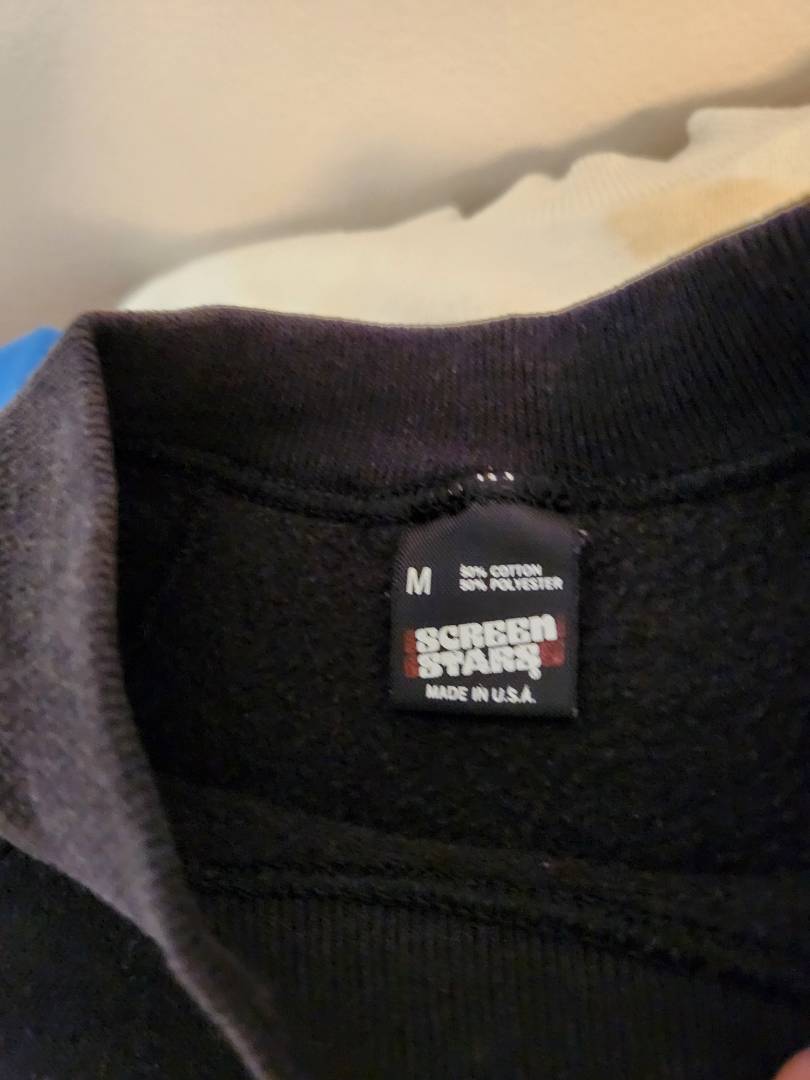 M
50% COTTON
50% POLYESTER
SCREEN
STARS®
MADE IN U.S.A.